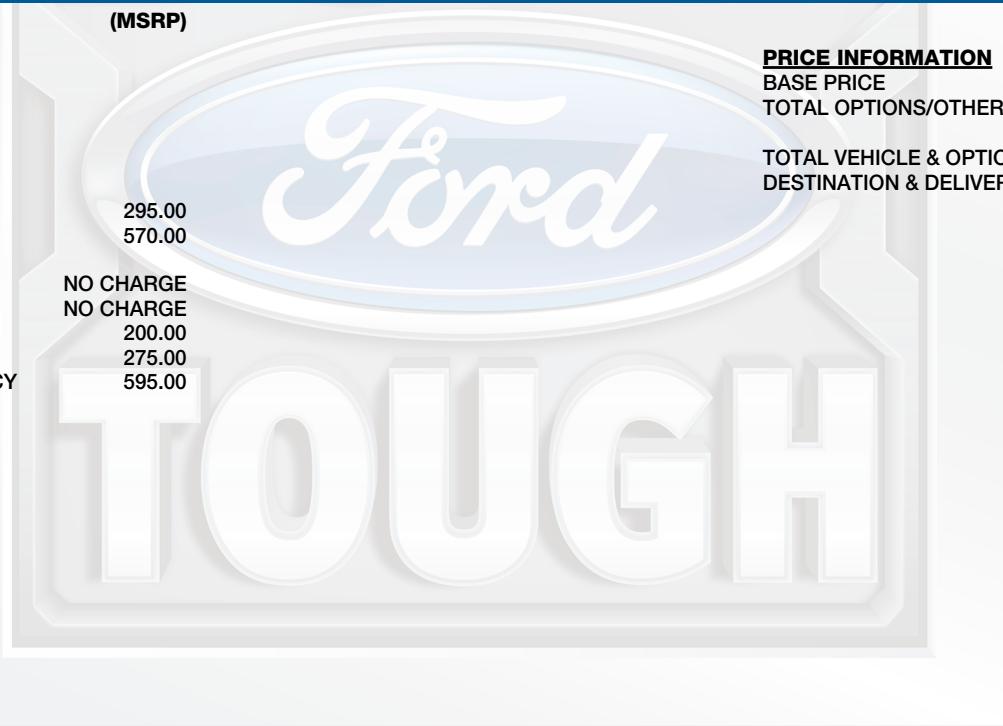 (MSRP)
295.00
570.00
NO CHARGE
NO CHARGE
200.00
275.00
CY 595.00
PRICE INFORMATION
BASE PRICE
TOTAL OPTIONS/OTHER
TOTAL VEHICLE & OPTIO
DESTINATION & DELIVER
Ford
TOUGH